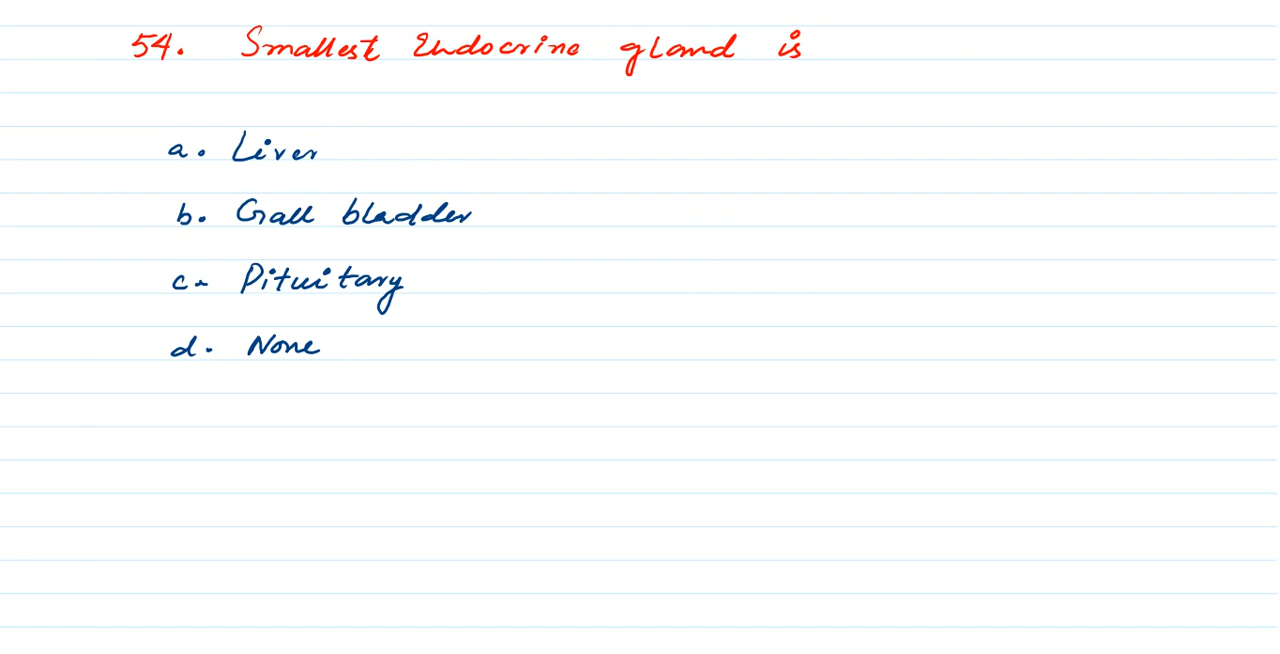 54. Smallest Endocrine gland is
a. Liver
b. Gall bladder
c. Pituitary
d. None